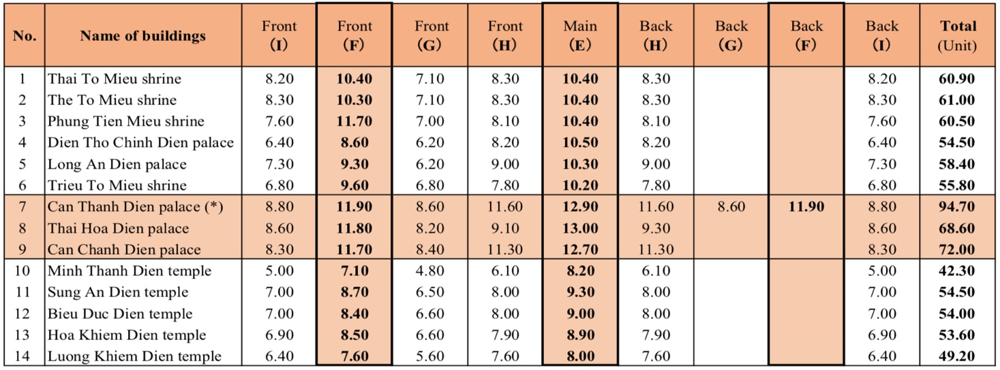 No. Name of buildings Front (I) Front (F) Front (G) Front (H) Main (E) Back (H) Back (G) Back (F) Back (I) Total (Unit)
1 Thai To Mieu shrine 8.20 10.40 7.10 8.30 10.40 8.30 8.20 60.90
2 The To Mieu shrine 8.30 10.30 7.10 8.30 10.40 8.30 8.30 61.00
3 Phung Tien Mieu shrine 7.60 11.70 7.00 8.10 10.40 8.10 7.60 60.50
4 Dien Tho Chinh Dien palace 6.40 8.60 6.20 8.20 10.50 8.20 6.40 54.50
5 Long An Dien palace 7.30 9.30 6.20 9.00 10.30 9.00 7.30 58.40
6 Trieu To Mieu shrine 6.80 9.60 6.80 7.80 10.20 7.80 6.80 55.80
7 Can Thanh Dien palace (*) 8.80 11.90 8.60 11.60 12.90 11.60 8.60 11.90 8.80 94.70
8 Thai Hoa Dien palace 8.60 11.80 8.20 9.10 13.00 9.30 8.60 68.60
9 Can Chanh Dien palace 8.30 11.70 8.40 11.30 12.70 11.30 8.30 72.00
10 Minh Thanh Dien temple 5.00 7.10 4.80 6.10 8.20 6.10 5.00 42.30
11 Sung An Dien temple 7.00 8.70 6.50 8.00 9.30 8.00 7.00 54.50
12 Bieu Duc Dien temple 7.00 8.40 6.60 8.00 9.00 8.00 7.00 54.00
13 Hoa Khiem Dien temple 6.90 8.50 6.60 7.90 8.90 7.90 6.90 53.60
14 Luong Khiem Dien temple 6.40 7.60 5.60 7.60 8.00 7.60 6.40 49.20